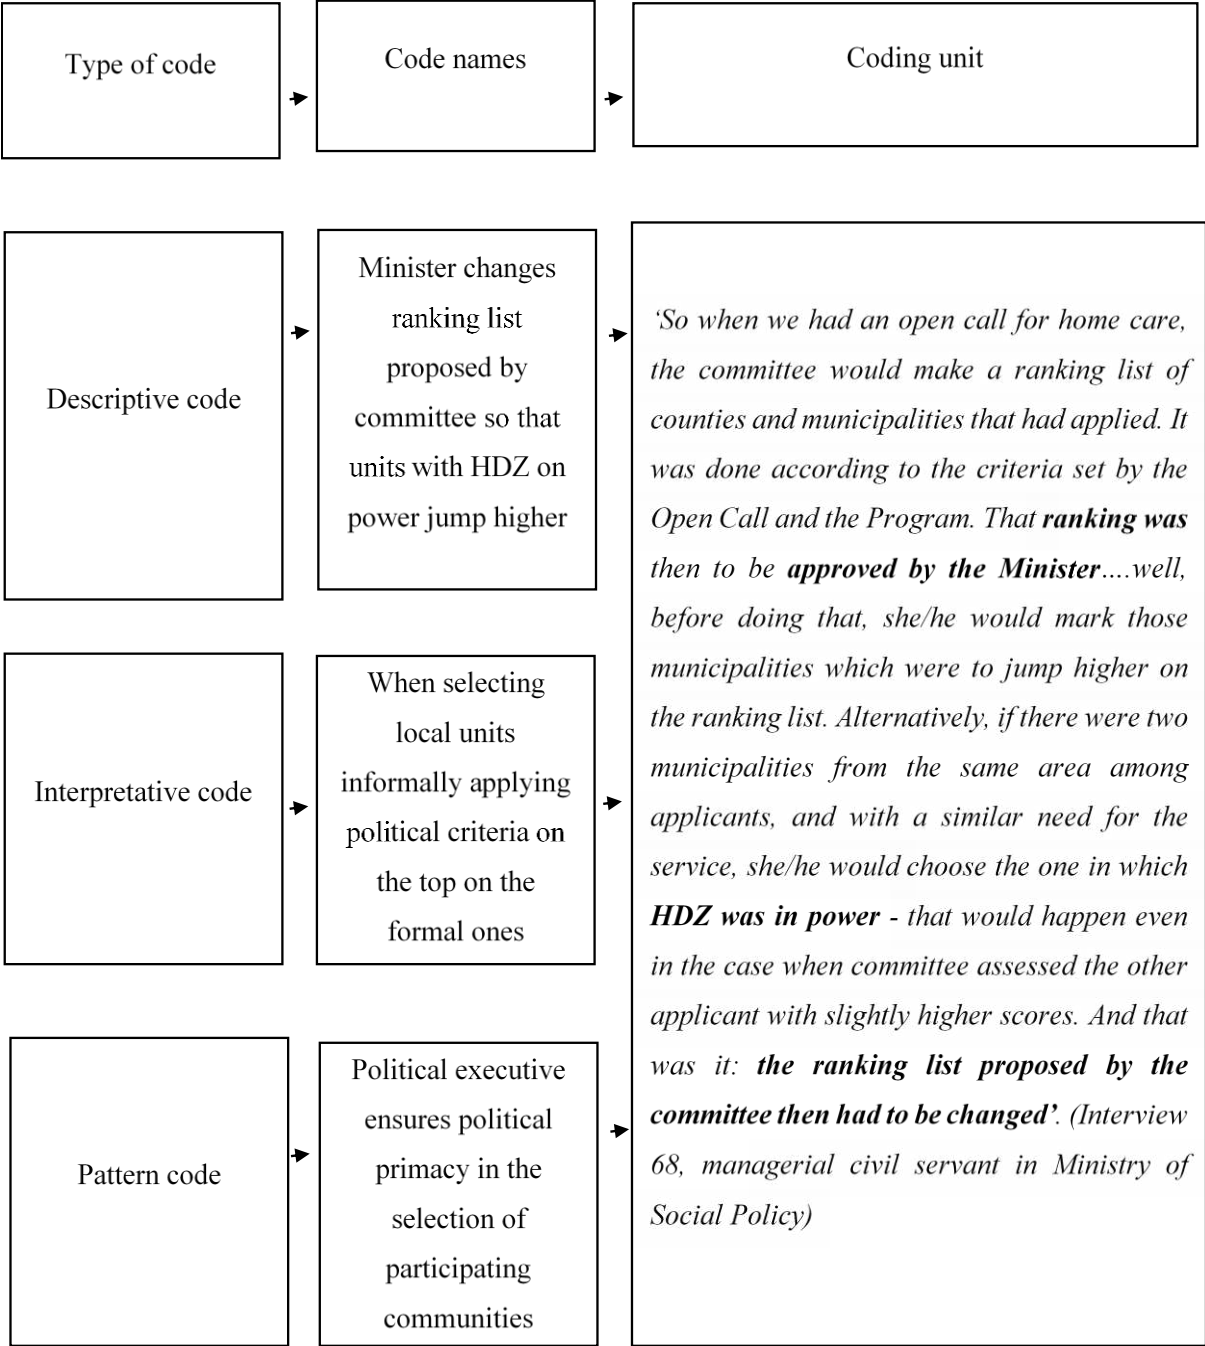 Type of code
Code names
Coding unit
Descriptive code
Minister changes
ranking list
proposed by
committee so that
units with HDZ on
power jump higher
Interpretative code
When selecting
local units
informally applying
political criteria on
the top on the
formal ones
Pattern code
Political executive
ensures political
primacy in the
selection of
participating
communities
‘So when we had an open call for home care,
the committee would make a ranking list of
counties and municipalities that had applied. It
was done according to the criteria set by the
Open Call and the Program. That ranking was
then to be approved by the Minister….well,
before doing that, she/he would mark those
municipalities which were to jump higher on
the ranking list. Alternatively, if there were two
municipalities from the same area among
applicants, and with a similar need for the
service, she/he would choose the one in which
HDZ was in power - that would happen even
in the case when committee assessed the other
applicant with slightly higher scores. And that
was it: the ranking list proposed by the
committee then had to be changed’. (Interview
68, managerial civil servant in Ministry of
Social Policy)